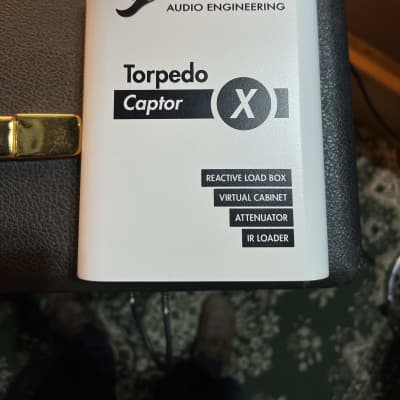 AUDIO ENGINEERING
Torpedo
Captor X
REACTIVE LOAD BOX
VIRTUAL CABINET
ATTENUATOR
IR LOADER